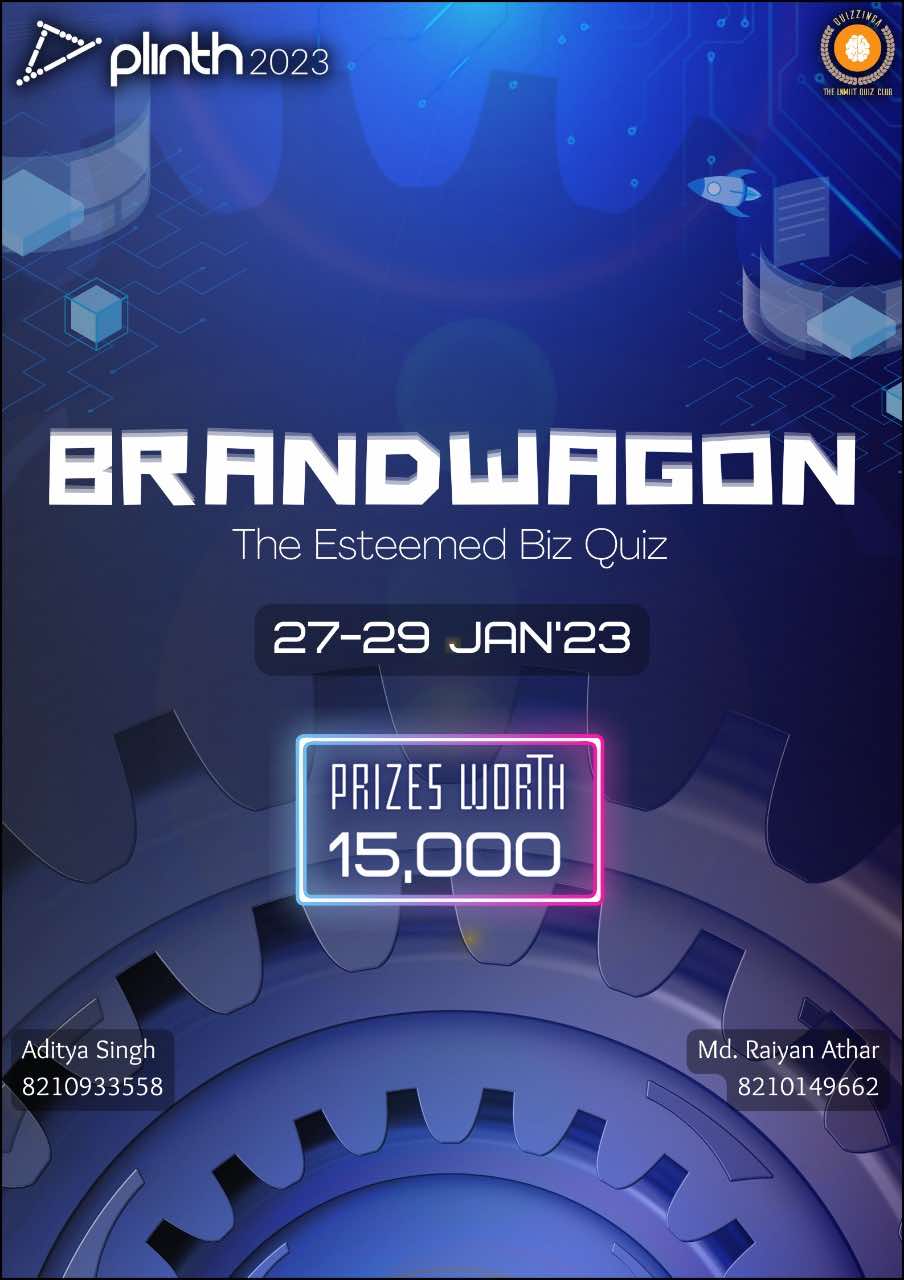 plinth 2023
QUIZZINGA
THE LNMIIT QUIZ CLUB
BRANDWAGON
The Esteemed Biz Quiz
27-29 JAN'23
PRIZES WORTH
15,000
Aditya Singh
8210933558
Md. Raiyan Athar
8210149662